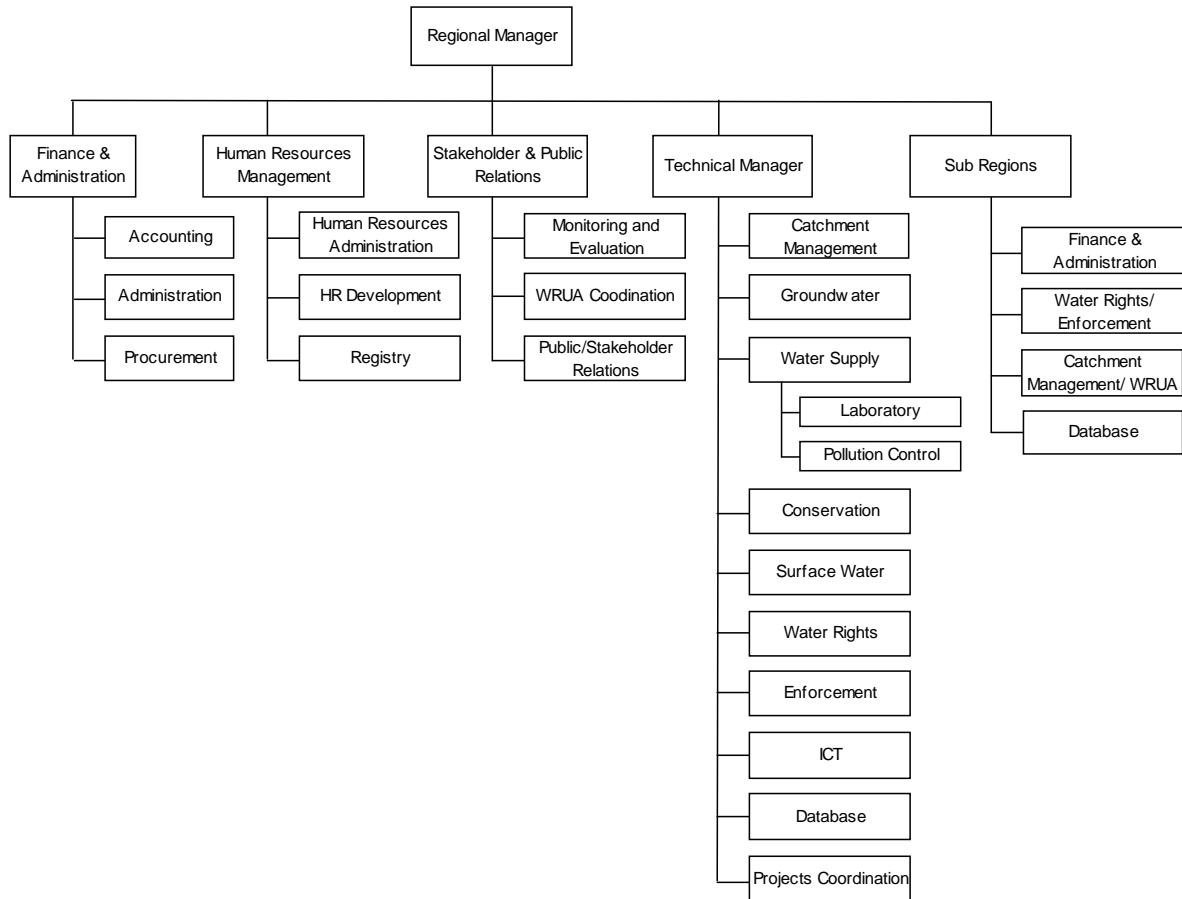 Regional Manager
Finance &
Administration
Human Resources
Management
Stakeholder & Public
Relations
Technical Manager
Sub Regions
Accounting
Administration
Procurement
Human Resources
Administration
HR Development
Registry
Monitoring and
Evaluation
WRUA Coodination
Public/Stakeholder
Relations
Catchment
Management
Groundwater
Water Supply
Laboratory
Pollution Control
Conservation
Surface Water
Water Rights
Enforcement
ICT
Database
Projects Coordination
Finance &
Administration
Water Rights/
Enforcement
Catchment
Management/ WRUA
Database